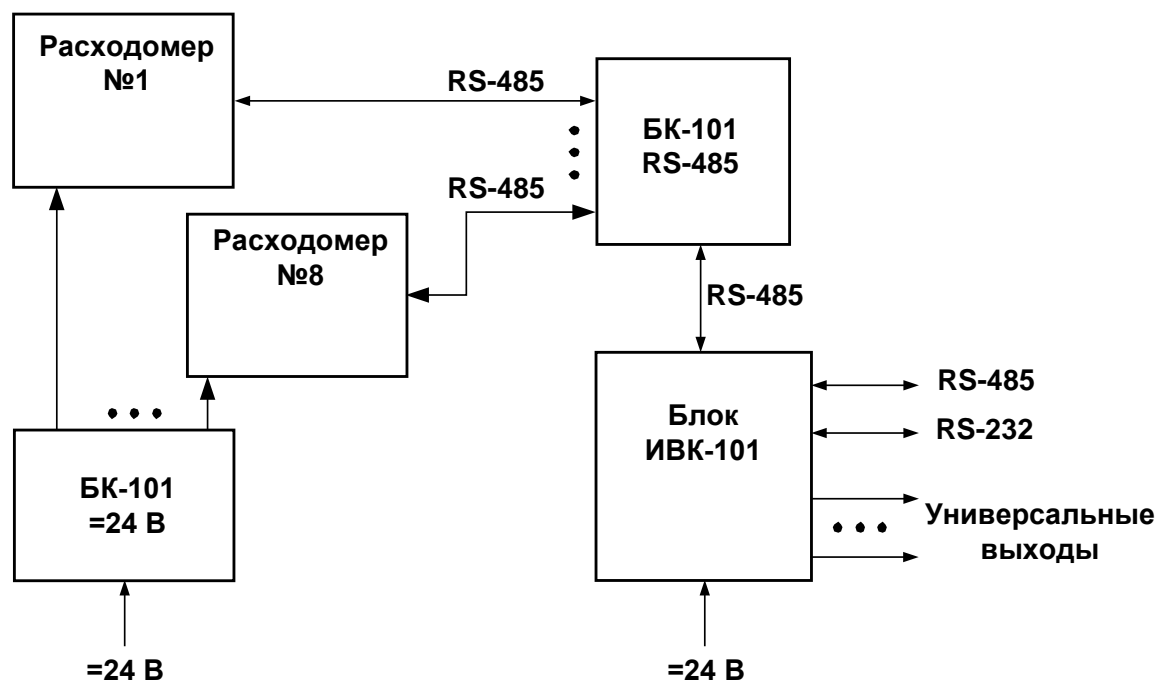 Расходомер
№1
RS-485
БК-101
RS-485
RS-485
Расходомер
№8
RS-485
Блок
ИВК-101
RS-485
RS-232
Универсальные
выходы
БК-101
=24 В
=24 В
=24 В